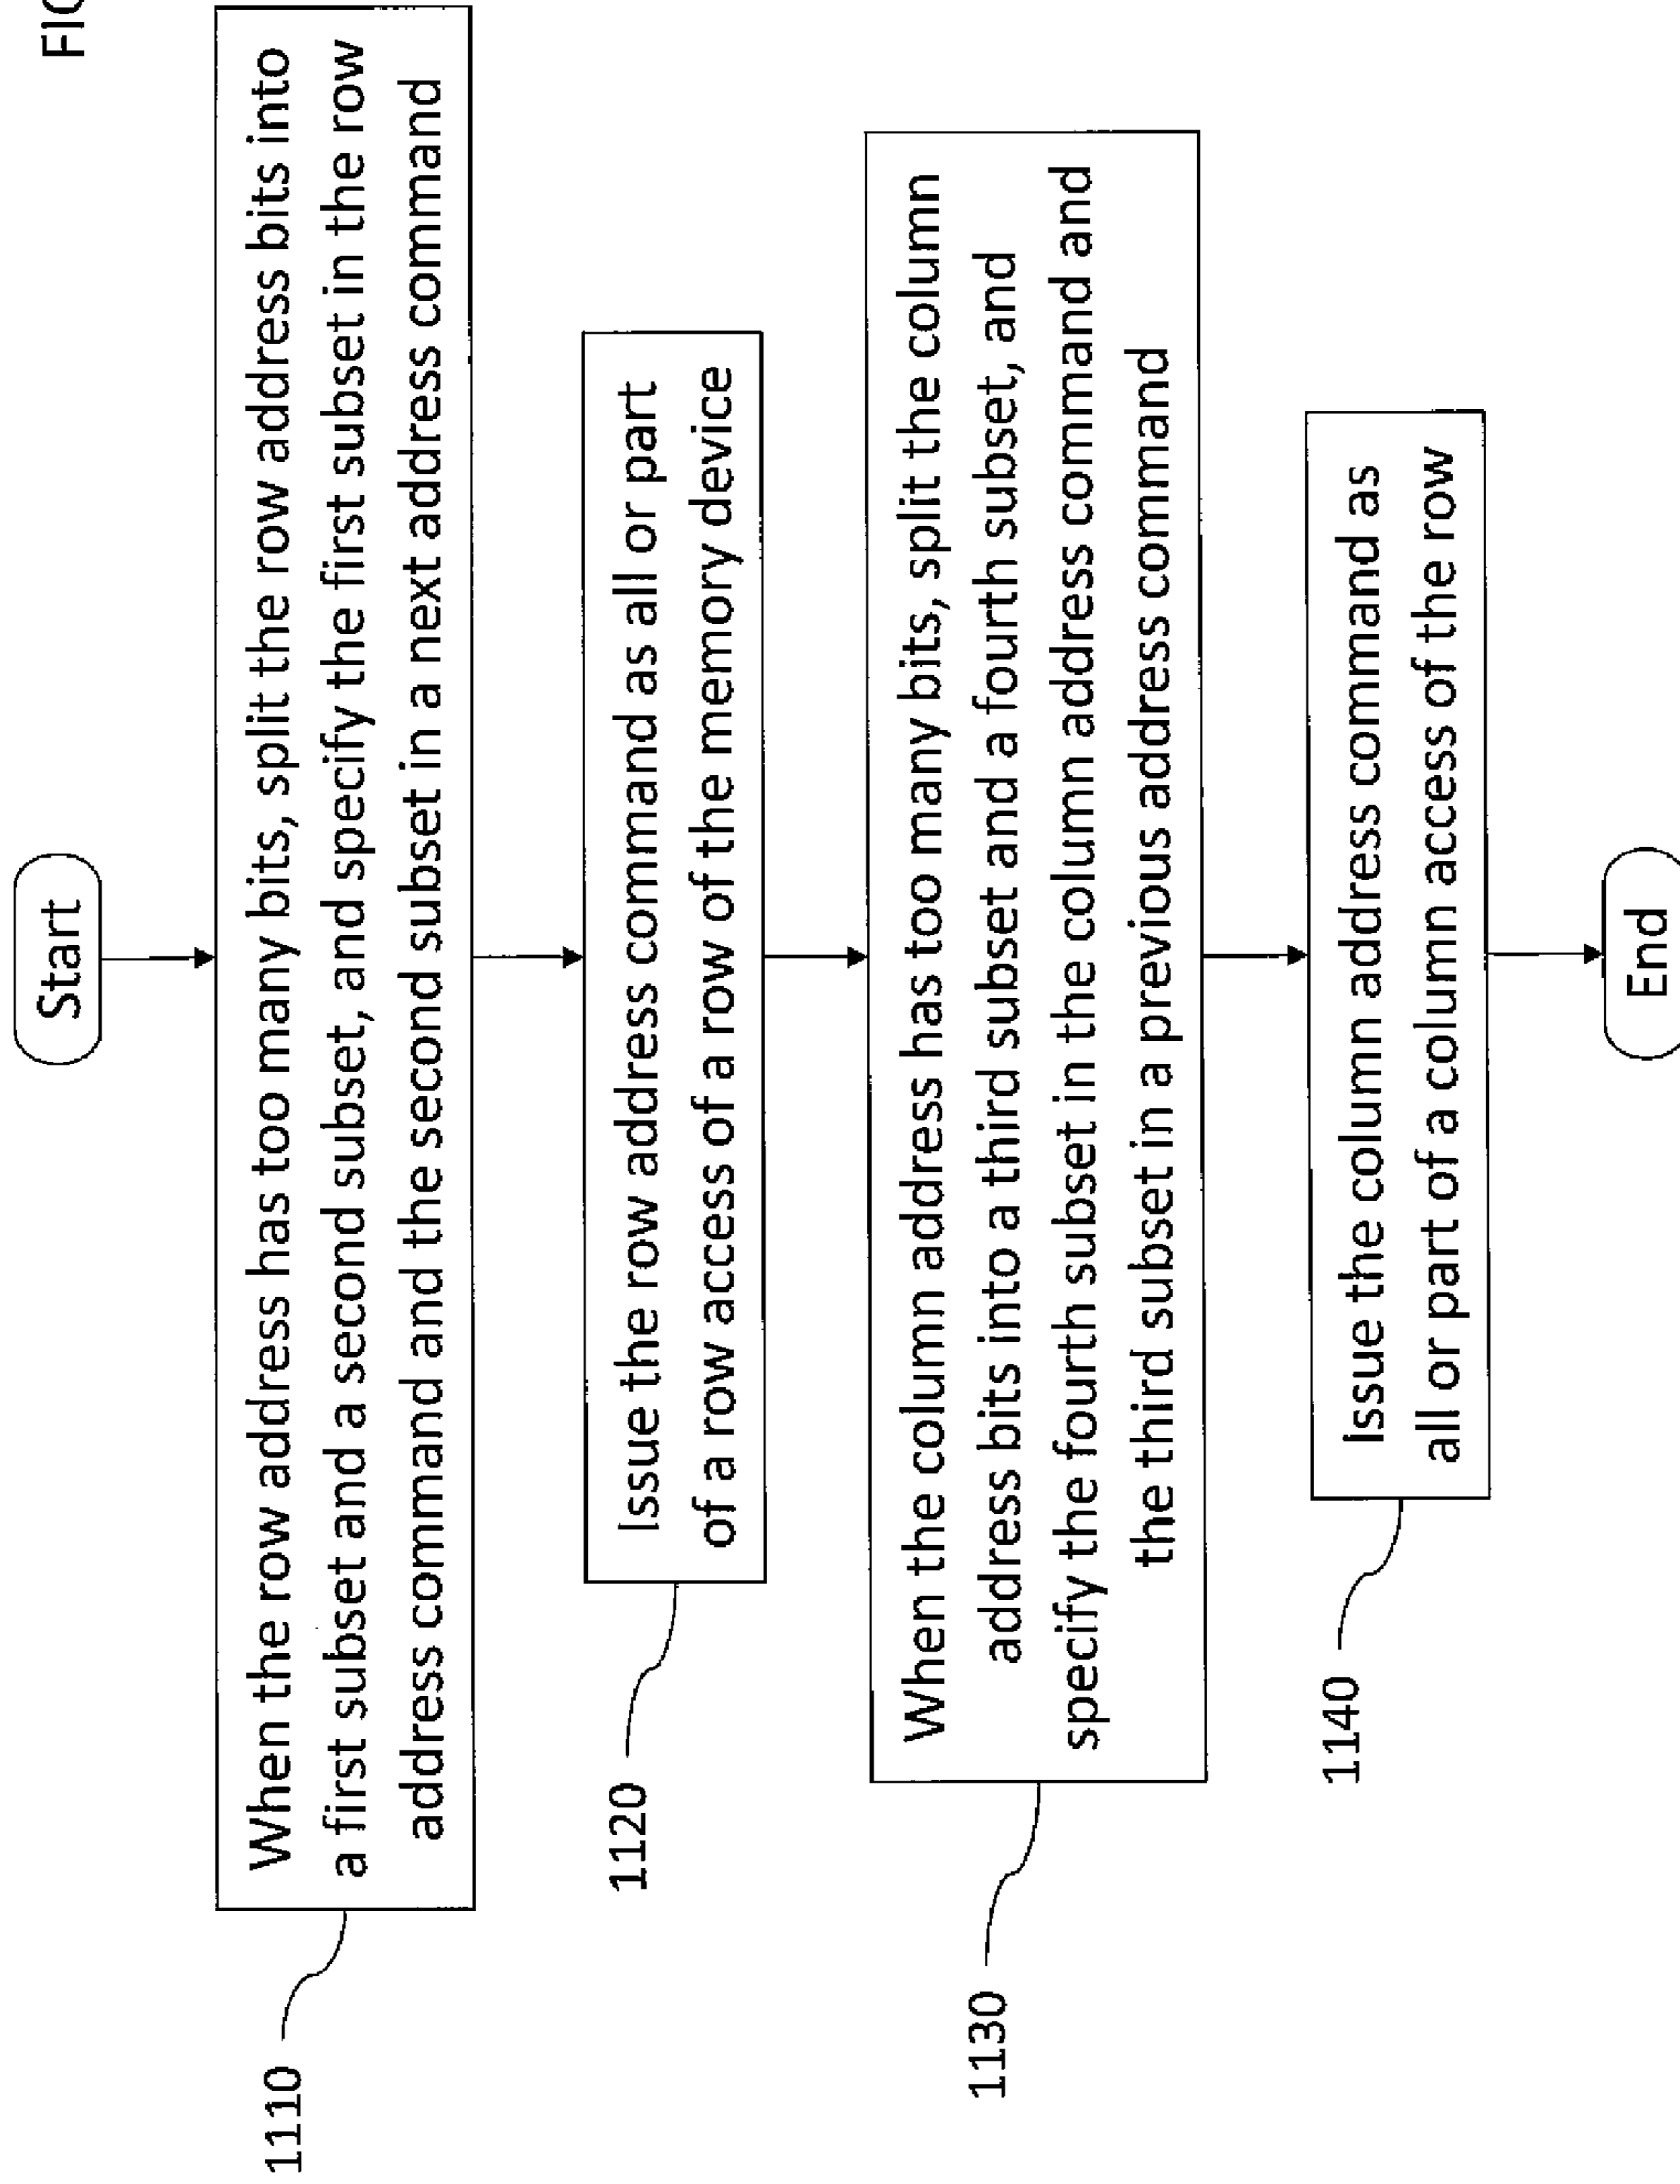 FIG
Start
1110
When the row address has too many bits, split the row address bits into
a first subset and a second subset, and specify the first subset in the row
address command and the second subset in a next address command
1120
Issue the row address command as all or part
of a row access of a row of the memory device
1130
When the column address has too many bits, split the column
address bits into a third subset and a fourth subset, and
specify the fourth subset in the column address command and
the third subset in a previous address command
1140
Issue the column address command as
all or part of a column access of the row
End